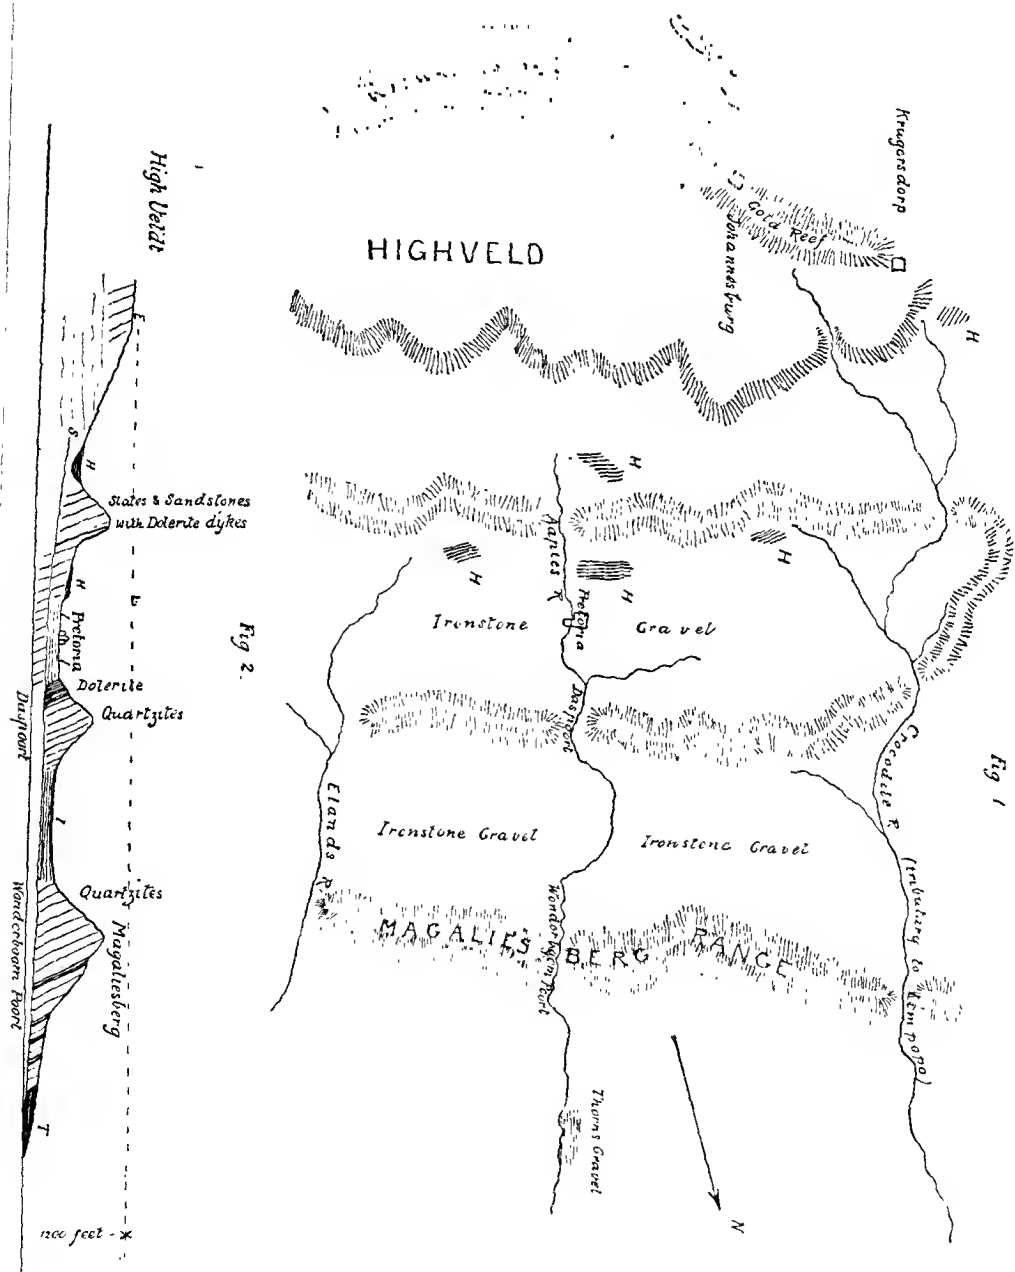 Fig 1
Krugersdorp
Gold Reef
Johannesburg
HIGHVELD
H
H
H
H
H
Aapies R
Pretoria
Ironstone Gravel
Daspoort
Crocodile R. (tributary to Limpopo)
Elands R.
Ironstone Gravel
Ironstone Gravel
MAGALIES BERG RANGE
Wonderboom Poort
Thorns Gravel
N
Fig 2.
High Veldt
E
S
H
Slates & Sandstones
with Dolerite dykes
H
Pretoria
Dolerite
Quartzites
Daspoort
I
Quartzites
Magaliesberg
Wonderboom Poort
T
1200 feet